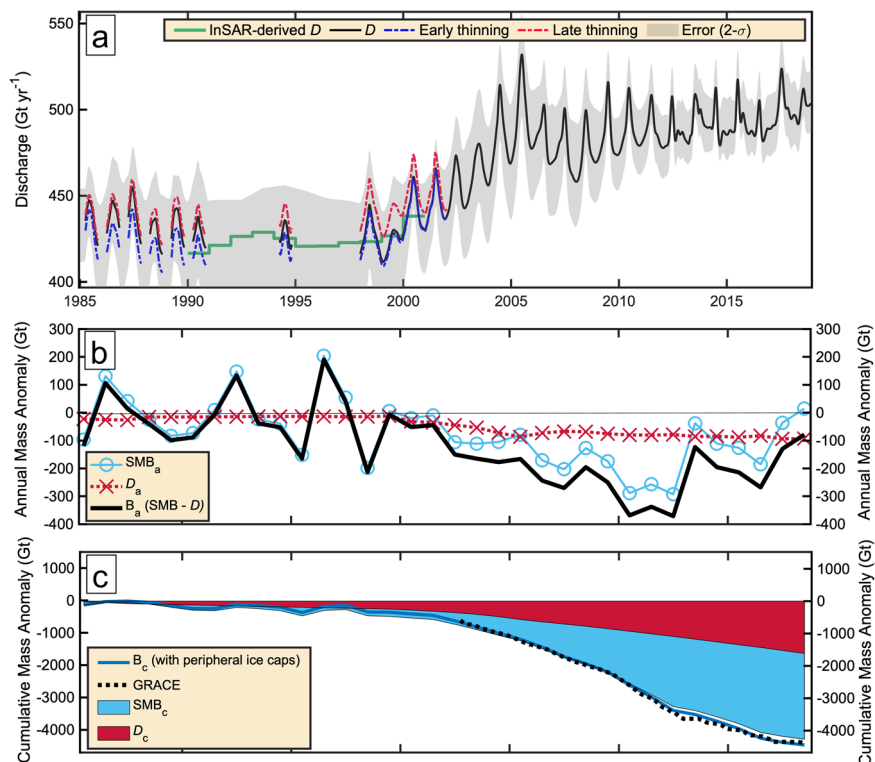 a
InSAR-derived D
D
Early thinning
Late thinning
Error (2-σ)
Discharge (Gt yr⁻¹)
550
500
450
400
1985
1990
1995
2000
2005
2010
2015
b
Annual Mass Anomaly (Gt)
300
200
100
0
-100
-200
-300
-400
SMBₐ
Dₐ
Bₐ (SMB - D)
300
200
100
0
-100
-200
-300
-400
Annual Mass Anomaly (Gt)
c
Cumulative Mass Anomaly (Gt)
1000
0
-1000
-2000
-3000
-4000
B_c (with peripheral ice caps)
GRACE
SMB_c
D_c
1000
0
-1000
-2000
-3000
-4000
Cumulative Mass Anomaly (Gt)